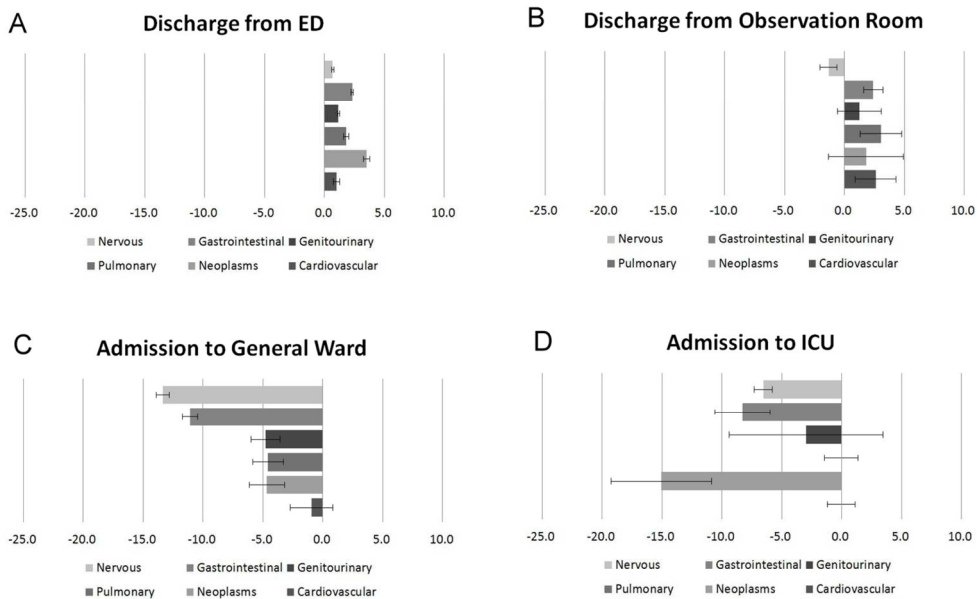 A
Discharge from ED
-25.0 -20.0 -15.0 -10.0 -5.0 0.0 5.0 10.0
Nervous Gastrointestinal Genitourinary
Pulmonary Neoplasms Cardiovascular
B
Discharge from Observation Room
-25.0 -20.0 -15.0 -10.0 -5.0 0.0 5.0 10.0
Nervous Gastrointestinal Genitourinary
Pulmonary Neoplasms Cardiovascular
C
Admission to General Ward
-25.0 -20.0 -15.0 -10.0 -5.0 0.0 5.0 10.0
Nervous Gastrointestinal Genitourinary
Pulmonary Neoplasms Cardiovascular
D
Admission to ICU
-25.0 -20.0 -15.0 -10.0 -5.0 0.0 5.0 10.0
Nervous Gastrointestinal Genitourinary
Pulmonary Neoplasms Cardiovascular